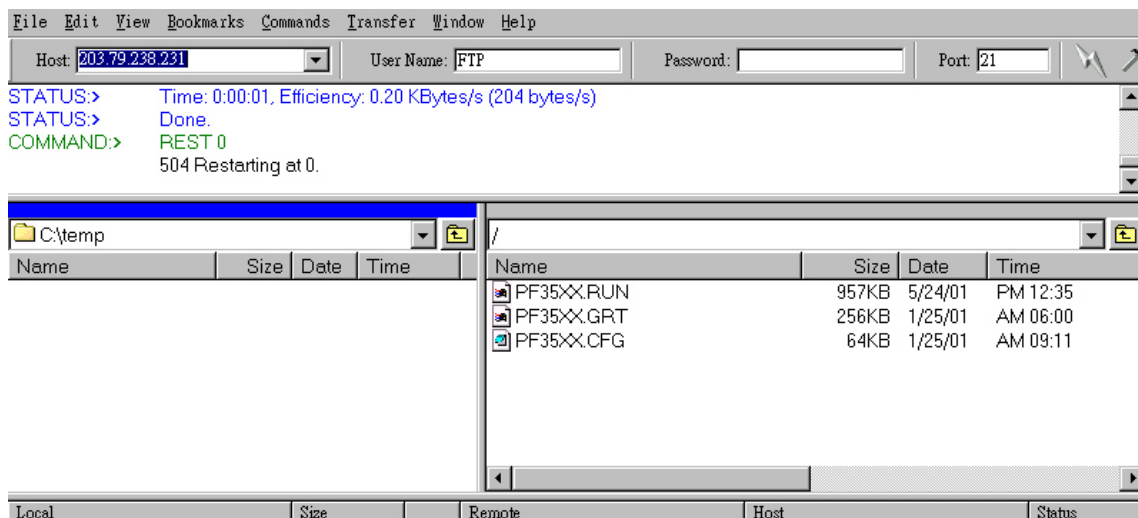 File Edit View Bookmarks Commands Transfer Window Help
Host: 203.79.238.231 User Name: FTP Password: Port: 21
STATUS:> Time: 0:00:01, Efficiency: 0.20 KBytes/s (204 bytes/s)
STATUS:> Done.
COMMAND:> REST 0
504 Restarting at 0.
C:\temp /
Name Size Date Time Name Size Date Time
PF35XX.RUN 957KB 5/24/01 PM 12:35
PF35XX.GRT 256KB 1/25/01 AM 06:00
PF35XX.CFG 64KB 1/25/01 AM 09:11
Local Size Remote Host Status